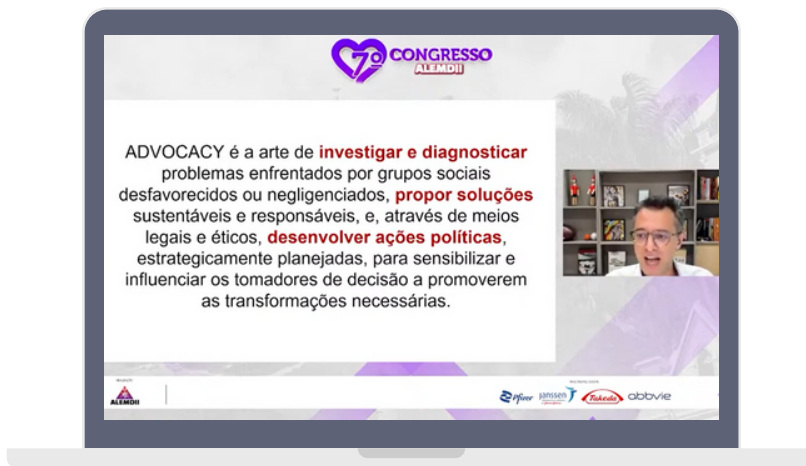 7º CONGRESSO
ALEMDII
ADVOCACY é a arte de investigar e diagnosticar
problemas enfrentados por grupos sociais
desfavorecidos ou negligenciados, propor soluções
sustentáveis e responsáveis, e, através de meios
legais e éticos, desenvolver ações políticas,
estrategicamente planejadas, para sensibilizar e
influenciar os tomadores de decisão a promoverem
as transformações necessárias.
ALEMDII
Pfizer janssen Takeda abbvie